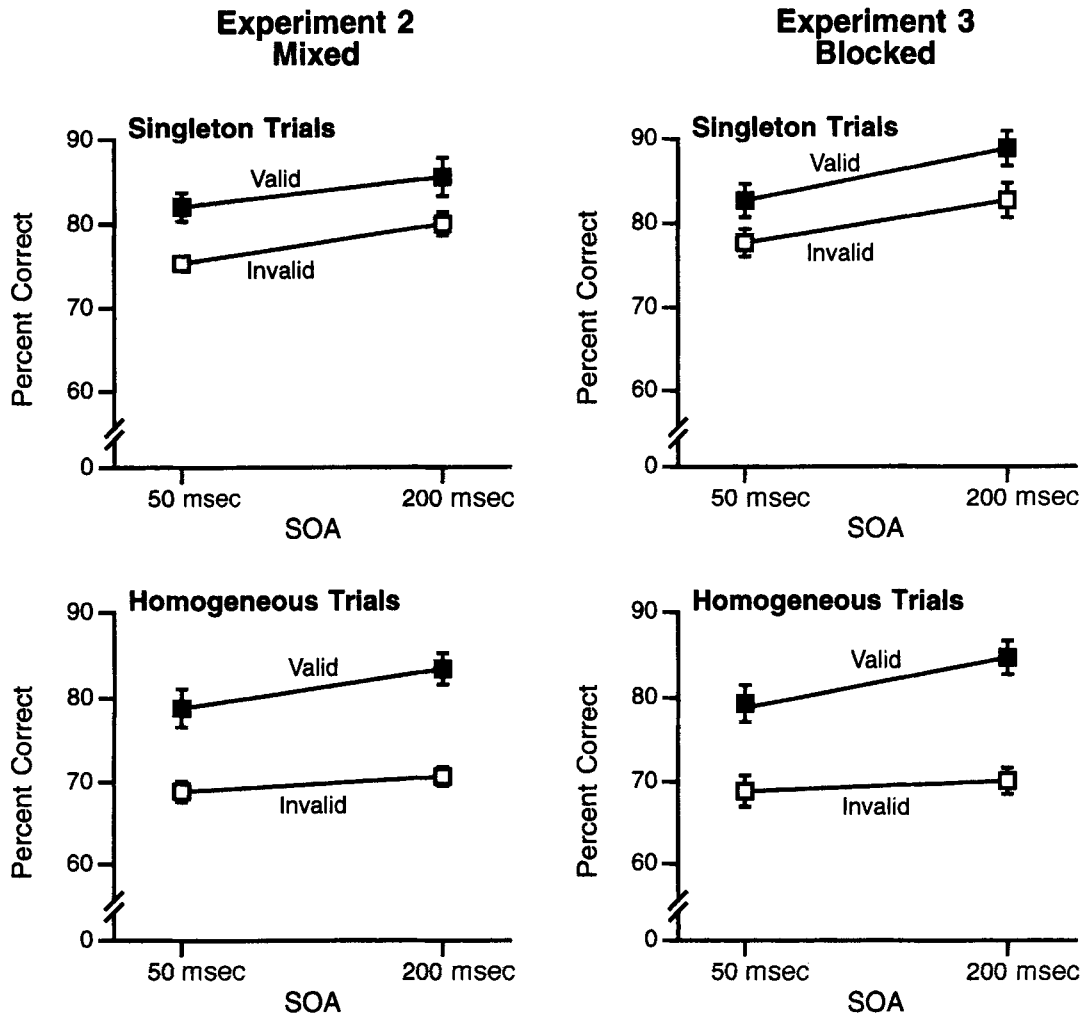 Experiment 2
Mixed
Experiment 3
Blocked
Singleton Trials
90
80
70
60
0
Percent Correct
Valid
Invalid
50 msec
200 msec
SOA
Singleton Trials
90
80
70
60
0
Percent Correct
Valid
Invalid
50 msec
200 msec
SOA
Homogeneous Trials
90
80
70
60
0
Percent Correct
Valid
Invalid
50 msec
200 msec
SOA
Homogeneous Trials
90
80
70
60
0
Percent Correct
Valid
Invalid
50 msec
200 msec
SOA